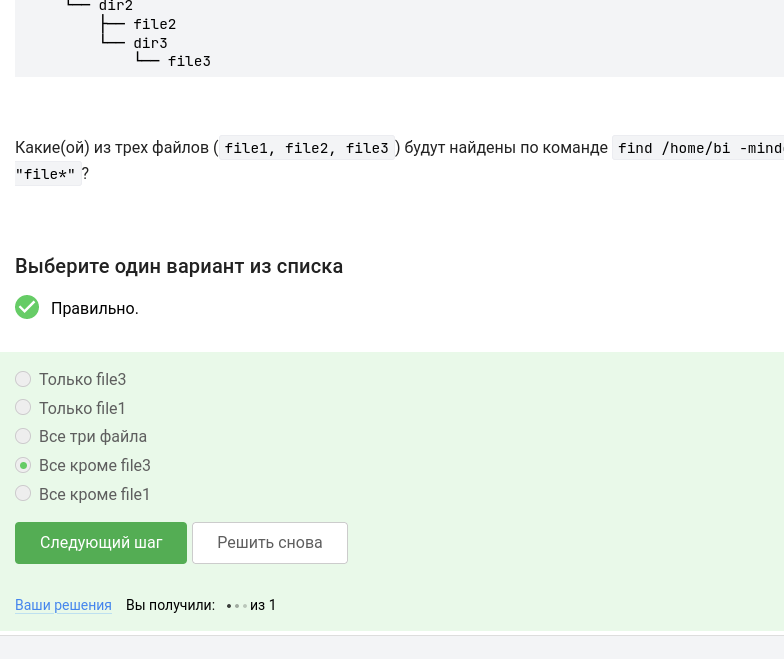 └── dir2
├── file2
└── dir3
└── file3
Какие(ой) из трех файлов ( file1, file2, file3 ) будут найдены по команде find /home/bi -mind
"file*" ?
Выберите один вариант из списка
Правильно.
Только file3
Только file1
Все три файла
Все кроме file3
Все кроме file1
Следующий шаг Решить снова
Ваши решения Вы получили: из 1